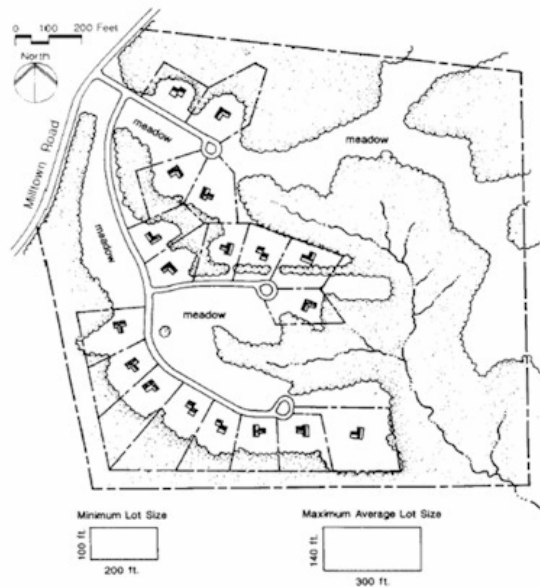 0 100 200 Feet
North
Milltown Road
meadow
meadow
meadow
meadow
Minimum Lot Size
100 ft.
200 ft.
Maximum Average Lot Size
140 ft.
300 ft.